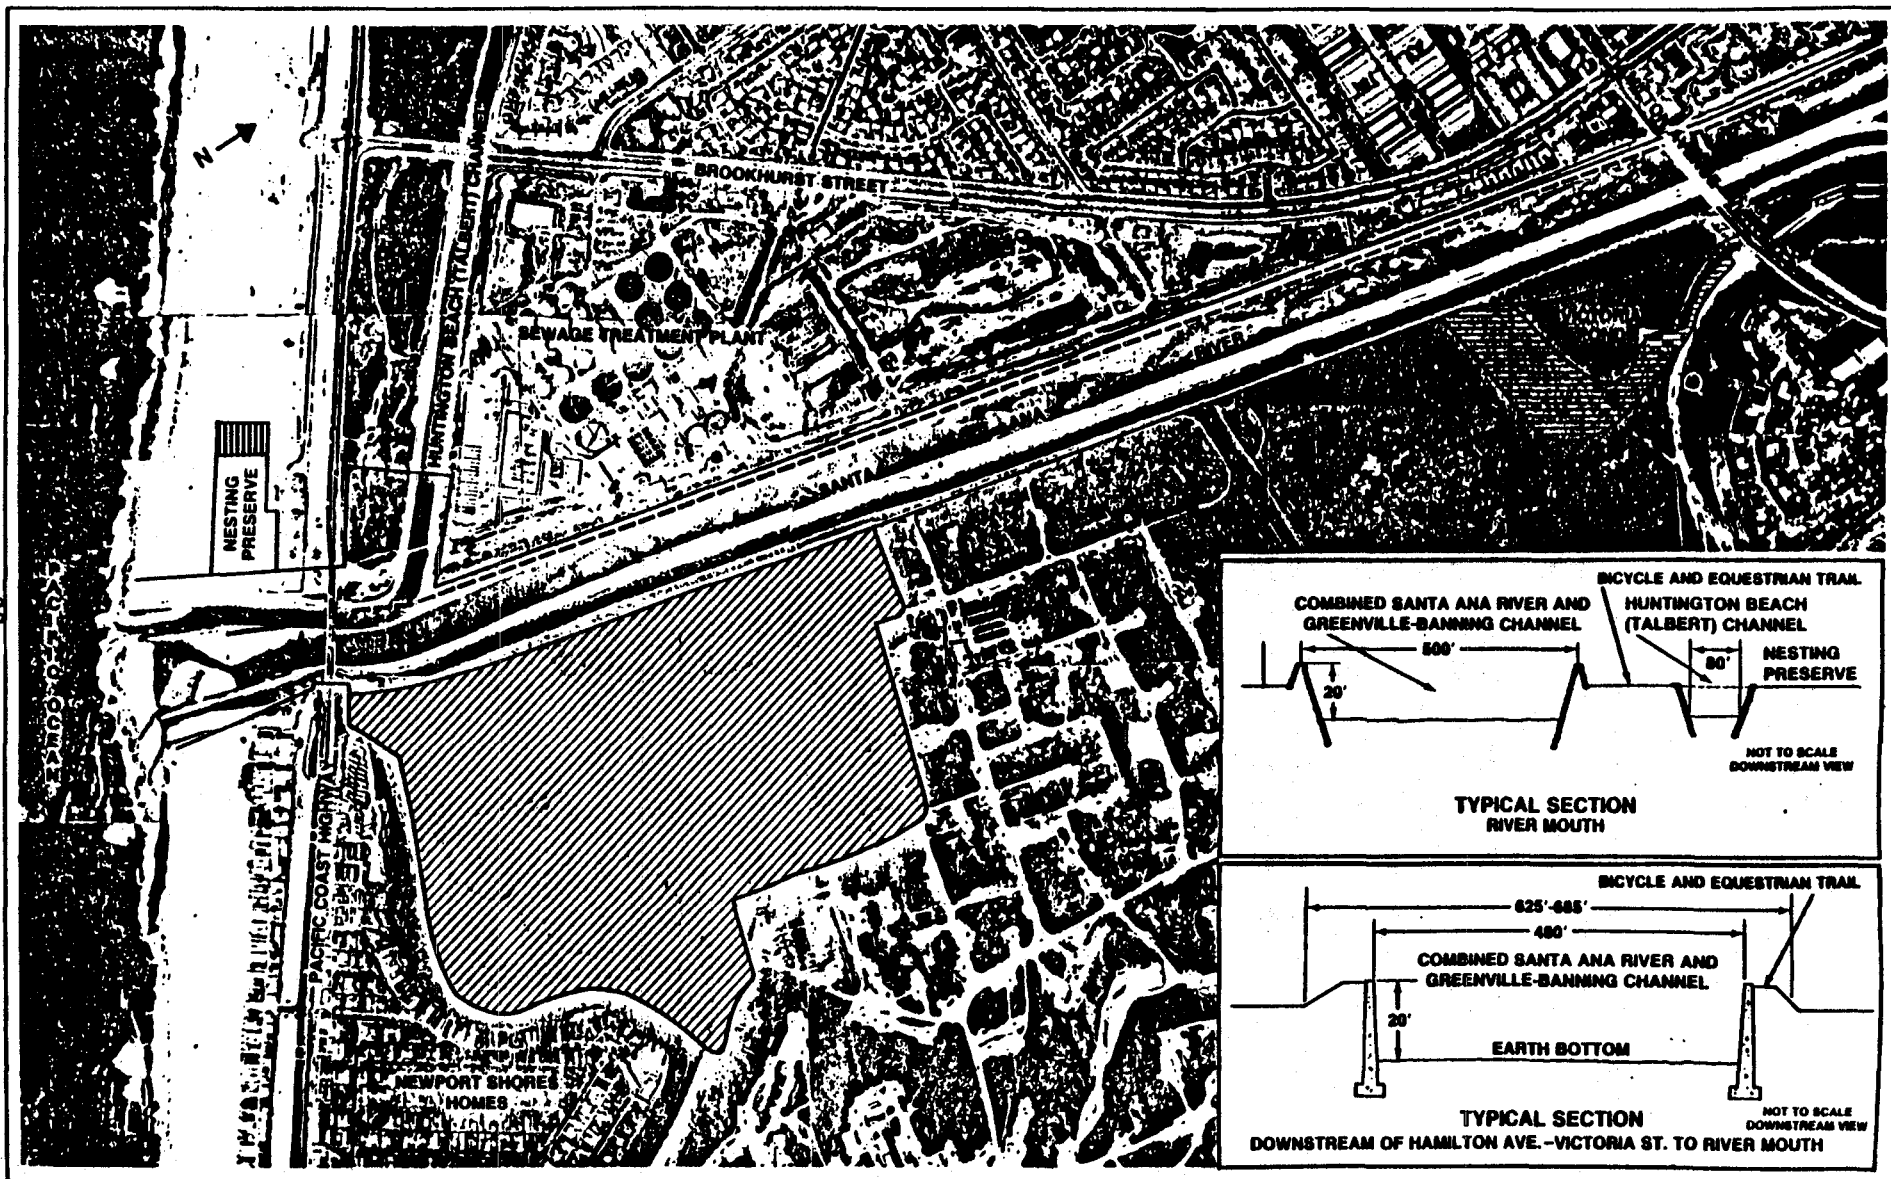 N
BROOKHURST STREET
HUNTINGTON BEACH (TALBERT) CHANNEL
SEWAGE TREATMENT PLANT
SANTA ANA RIVER
VICTORIA
NESTING
PRESERVE
PACIFIC OCEAN
PACIFIC COAST HIGHWAY
NEWPORT SHORES
HOMES
BICYCLE AND EQUESTRIAN TRAIL
COMBINED SANTA ANA RIVER AND
GREENVILLE-BANNING CHANNEL
HUNTINGTON BEACH
(TALBERT) CHANNEL
500'
80'
NESTING
PRESERVE
20'
NOT TO SCALE
DOWNSTREAM VIEW
TYPICAL SECTION
RIVER MOUTH
BICYCLE AND EQUESTRIAN TRAIL
625'-685'
480'
COMBINED SANTA ANA RIVER AND
GREENVILLE-BANNING CHANNEL
20'
EARTH BOTTOM
TYPICAL SECTION
NOT TO SCALE
DOWNSTREAM VIEW
DOWNSTREAM OF HAMILTON AVE.-VICTORIA ST. TO RIVER MOUTH